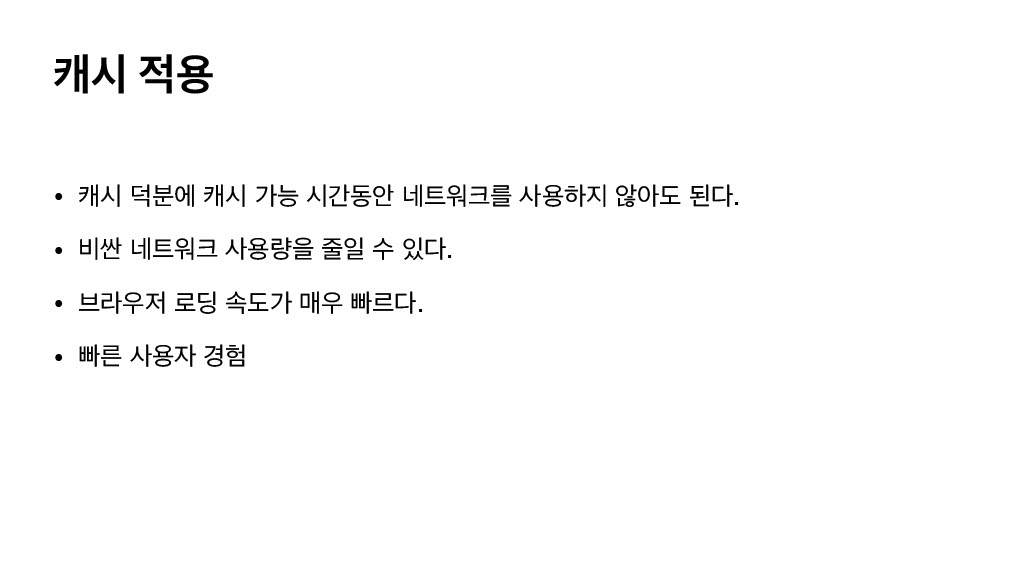 캐시 적용
• 캐시 덕분에 캐시 가능 시간동안 네트워크를 사용하지 않아도 된다.
• 비싼 네트워크 사용량을 줄일 수 있다.
• 브라우저 로딩 속도가 매우 빠르다.
• 빠른 사용자 경험